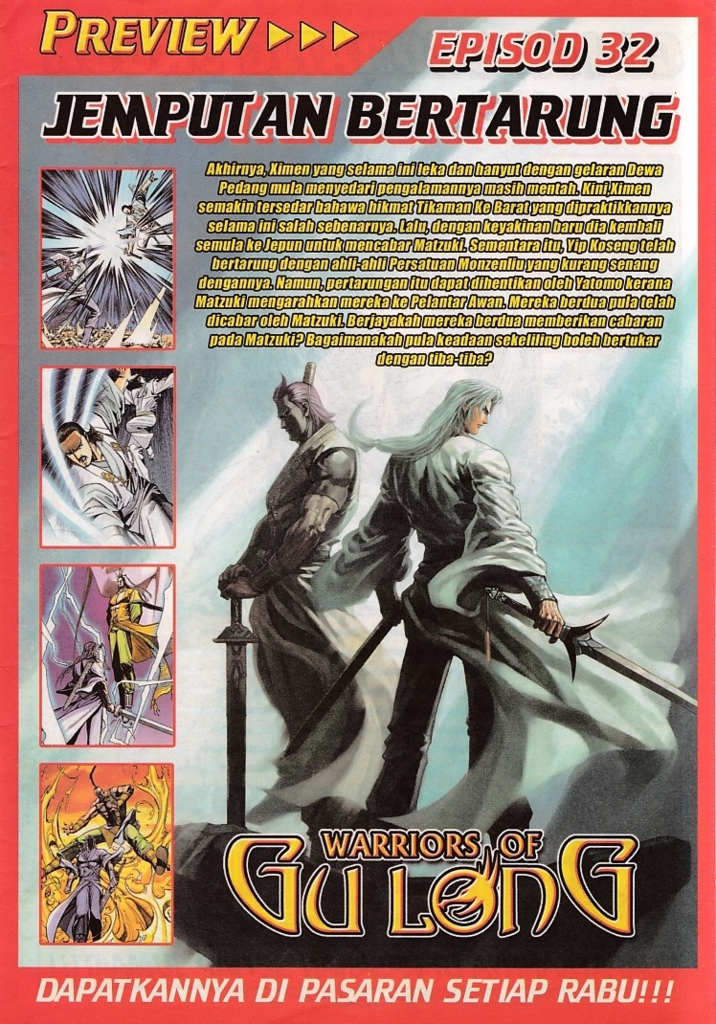 PREVIEW
EPISOD 32
JEMPUTAN BERTARUNG
Akhirnya, Ximen yang selama ini leka dan hanyut dengan gelaran Dewa
Pedang mula menyedari pengalamannya masih mentah. Kini,Ximen
semakin tersedar bahawa hikmat Tikaman Ke Barat yang dipraktikkannya
selama ini salah sebenarnya. Lalu, dengan keyakinan baru dia kembali
semula ke Jepun untuk mencabar Matzuki. Sementara itu, Yip Koseng telah
bertarung dengan ahli-ahli Persatuan Monzenliu yang kurang senang
dengannya. Namun, pertarungan itu dapat dihentikan oleh Yatomo kerana
Matzuki mengarahkan mereka ke Pelantar Awan. Mereka berdua pula telah
dicabar oleh Matzuki. Berjayakah mereka berdua memberikan cabaran
pada Matzuki? Bagaimanakah pula keadaan sekeliling boleh bertukar
dengan tiba-tiba?
WARRIORS OF
GU LONG
DAPATKANNYA DI PASARAN SETIAP RABU!!!